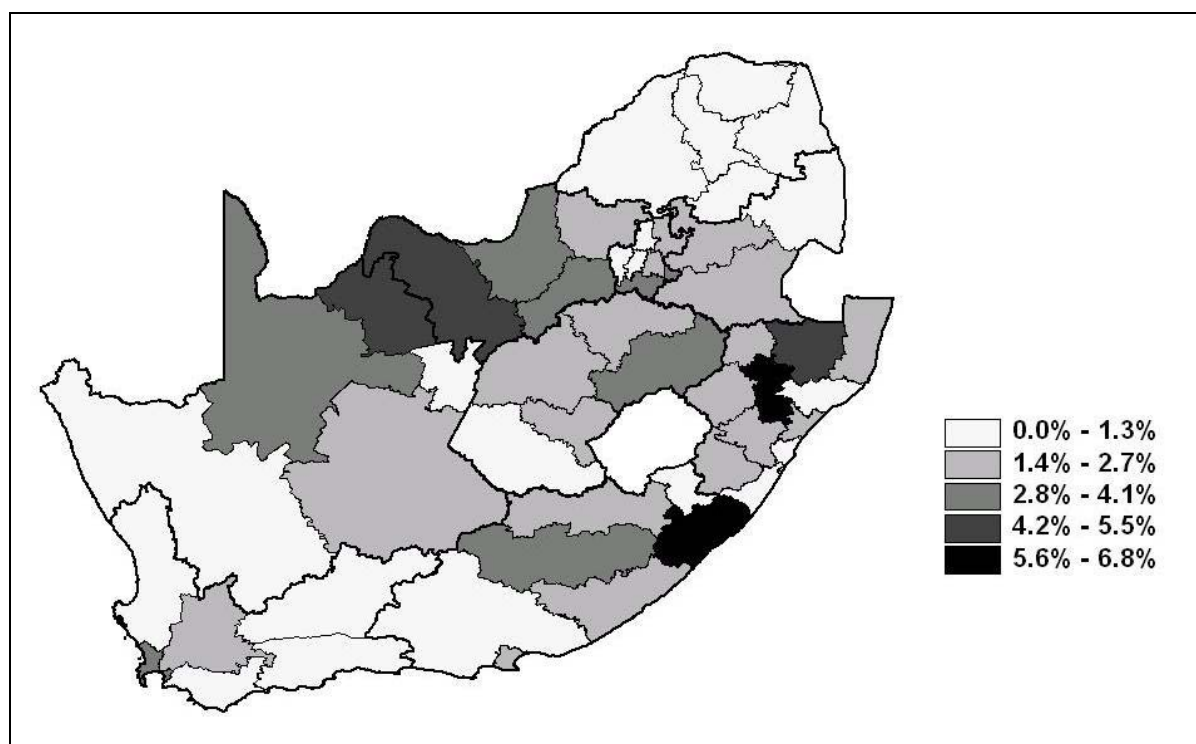 0.0% - 1.3%
1.4% - 2.7%
2.8% - 4.1%
4.2% - 5.5%
5.6% - 6.8%